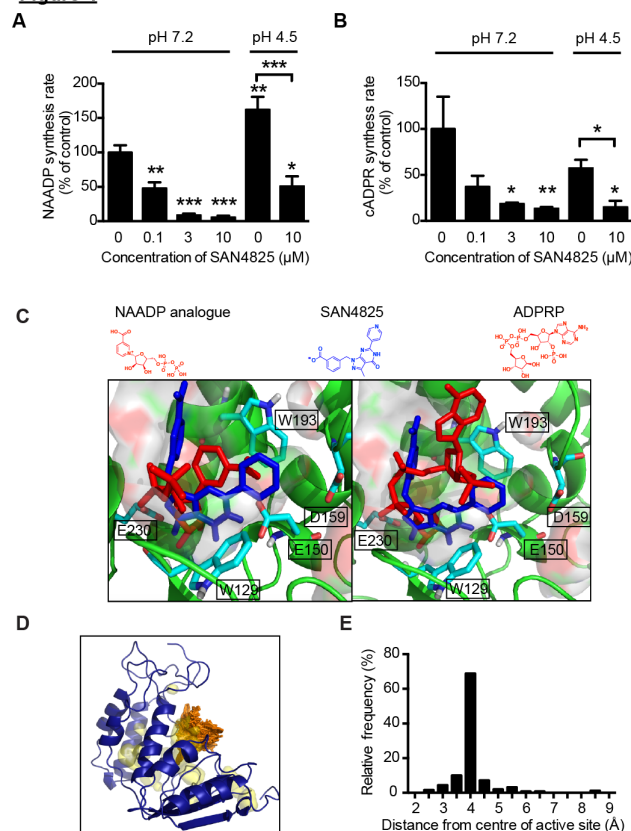 A
B
pH 7.2
pH 4.5
pH 7.2
pH 4.5
NAADP synthesis rate
(% of control)
200
150
100
50
0
**
***
***
**
***
*
0 0.1 3 10 0 10
Concentration of SAN4825 (µM)
cADPR synthesis rate
(% of control)
150
100
50
0
*
**
*
*
0 0.1 3 10 0 10
Concentration of SAN4825 (µM)
C
NAADP analogue
SAN4825
ADPRP
W193
D159
E230
E150
W129
W193
D159
E230
E150
W129
D
E
Relative frequency (%)
80
60
40
20
0
2 3 4 5 6 7 8 9
Distance from centre of active site (Å)